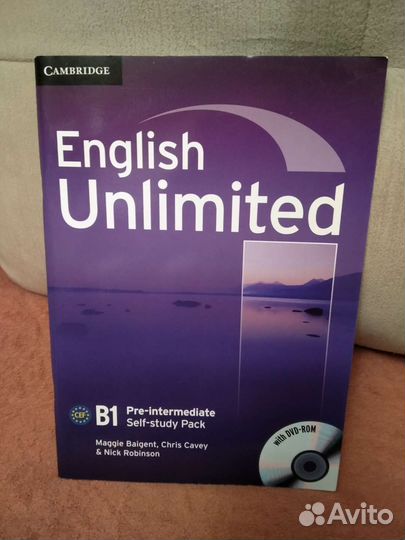 CAMBRIDGE
English
Unlimited
CEF
B1 Pre-intermediate
Self-study Pack
Maggie Baigent, Chris Cavey
& Nick Robinson
with DVD-ROM
Avito